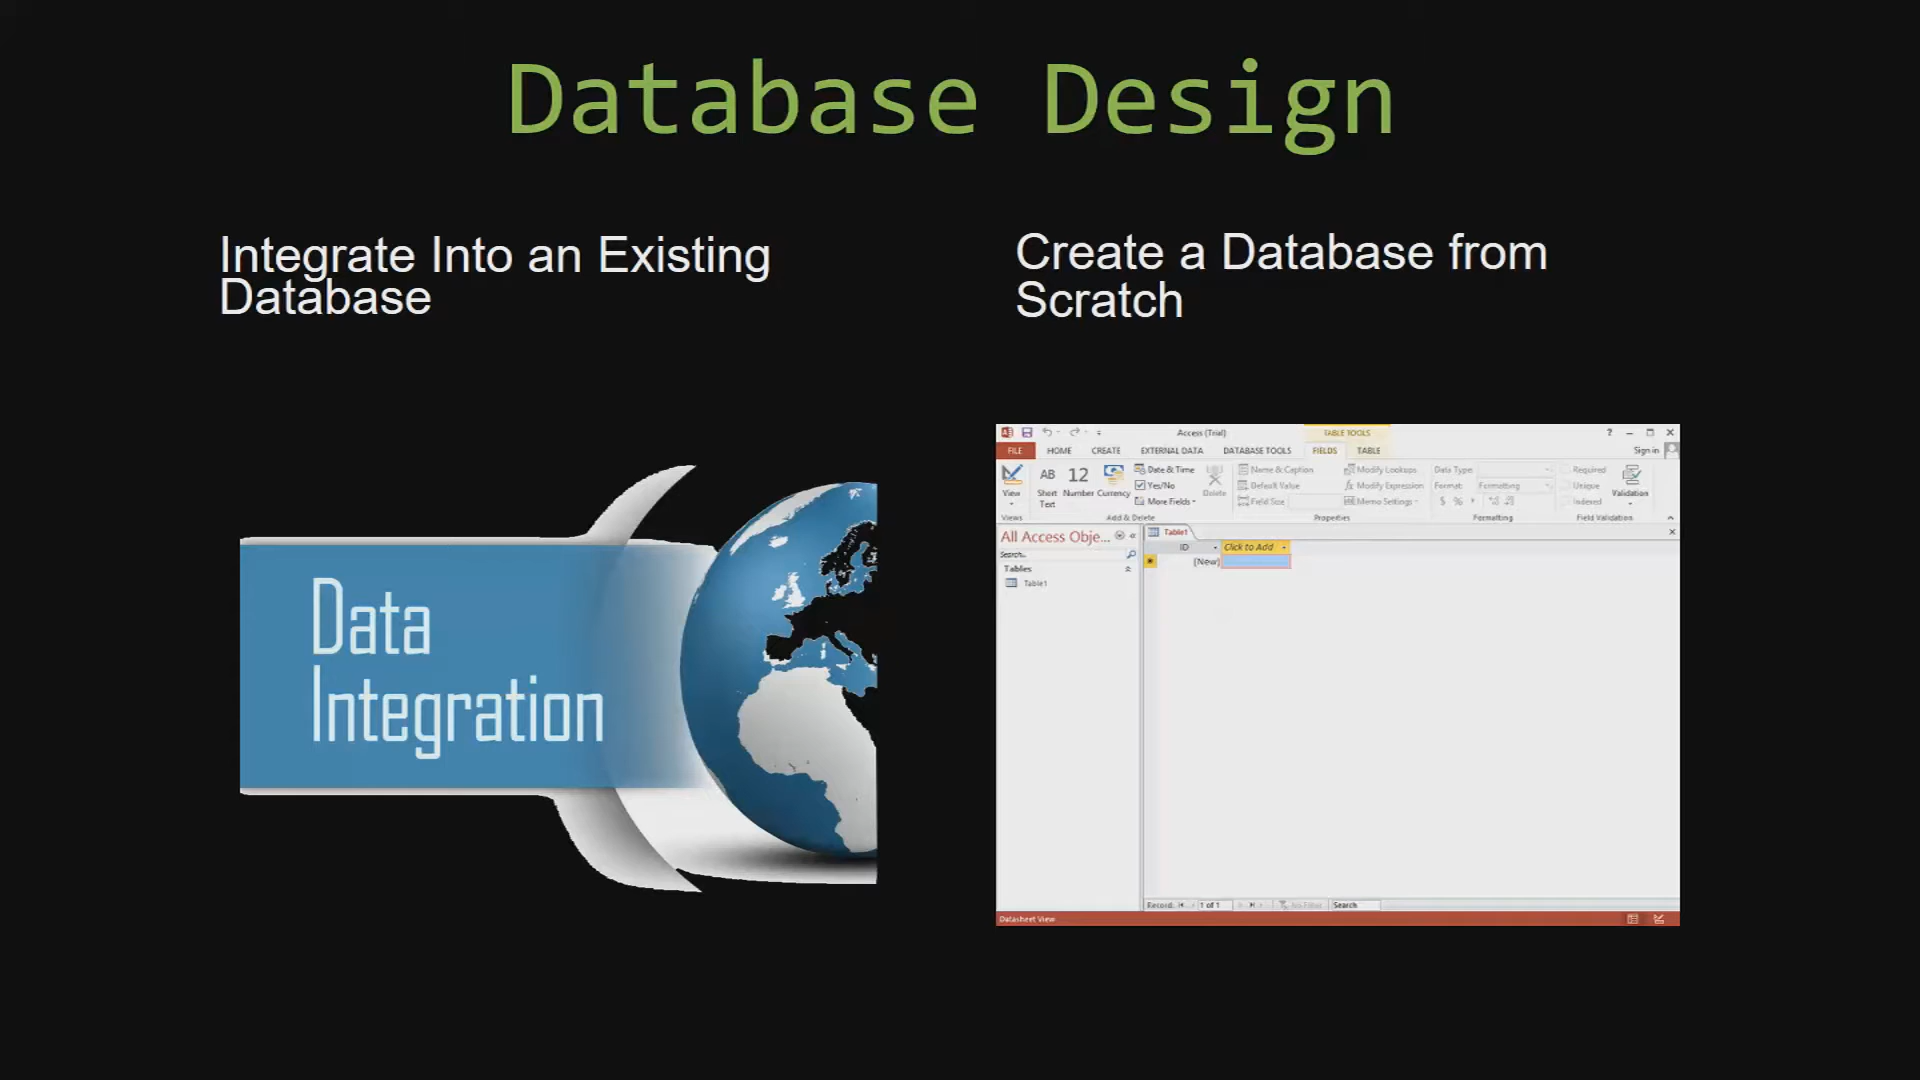 Database Design
Integrate Into an Existing
Database
Create a Database from
Scratch
Data
Integration
Access (Trial)
TABLE TOOLS
?
FILE HOME CREATE EXTERNAL DATA DATABASE TOOLS FIELDS TABLE
Sign in
View
AB
Short
Text
12
Number
Currency
Date & Time
Yes/No
More Fields
Delete
Name & Caption
Default Value
Field Size
Modify Lookups
Modify Expression
Memo Settings
Data Type:
Format: Formatting
$ %
Required
Unique
Indexed
Validation
Views
Add & Delete
Properties
Formatting
Field Validation
All Access Obje...
Search...
Tables
Table1
Table1
ID
Click to Add
(New)
Record: 1 of 1 No Filter Search
Datasheet View